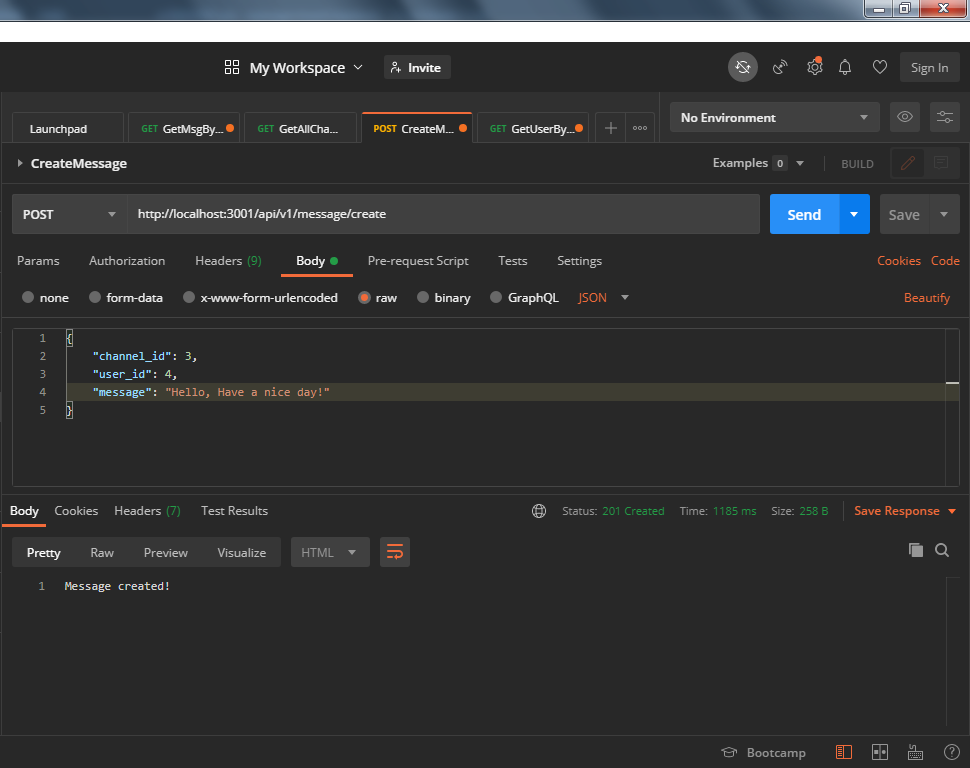 My Workspace Invite Sign In
Launchpad GET GetMsgBy... GET GetAllCha... POST CreateM... GET GetUserBy... No Environment
CreateMessage Examples 0 BUILD
POST http://localhost:3001/api/v1/message/create Send Save
Params Authorization Headers (9) Body Pre-request Script Tests Settings Cookies Code
none form-data x-www-form-urlencoded raw binary GraphQL JSON Beautify
1 {
2 "channel_id": 3,
3 "user_id": 4,
4 "message": "Hello, Have a nice day!"
5 }
Body Cookies Headers (7) Test Results Status: 201 Created Time: 1185 ms Size: 258 B Save Response
Pretty Raw Preview Visualize HTML
1 Message created!
Bootcamp